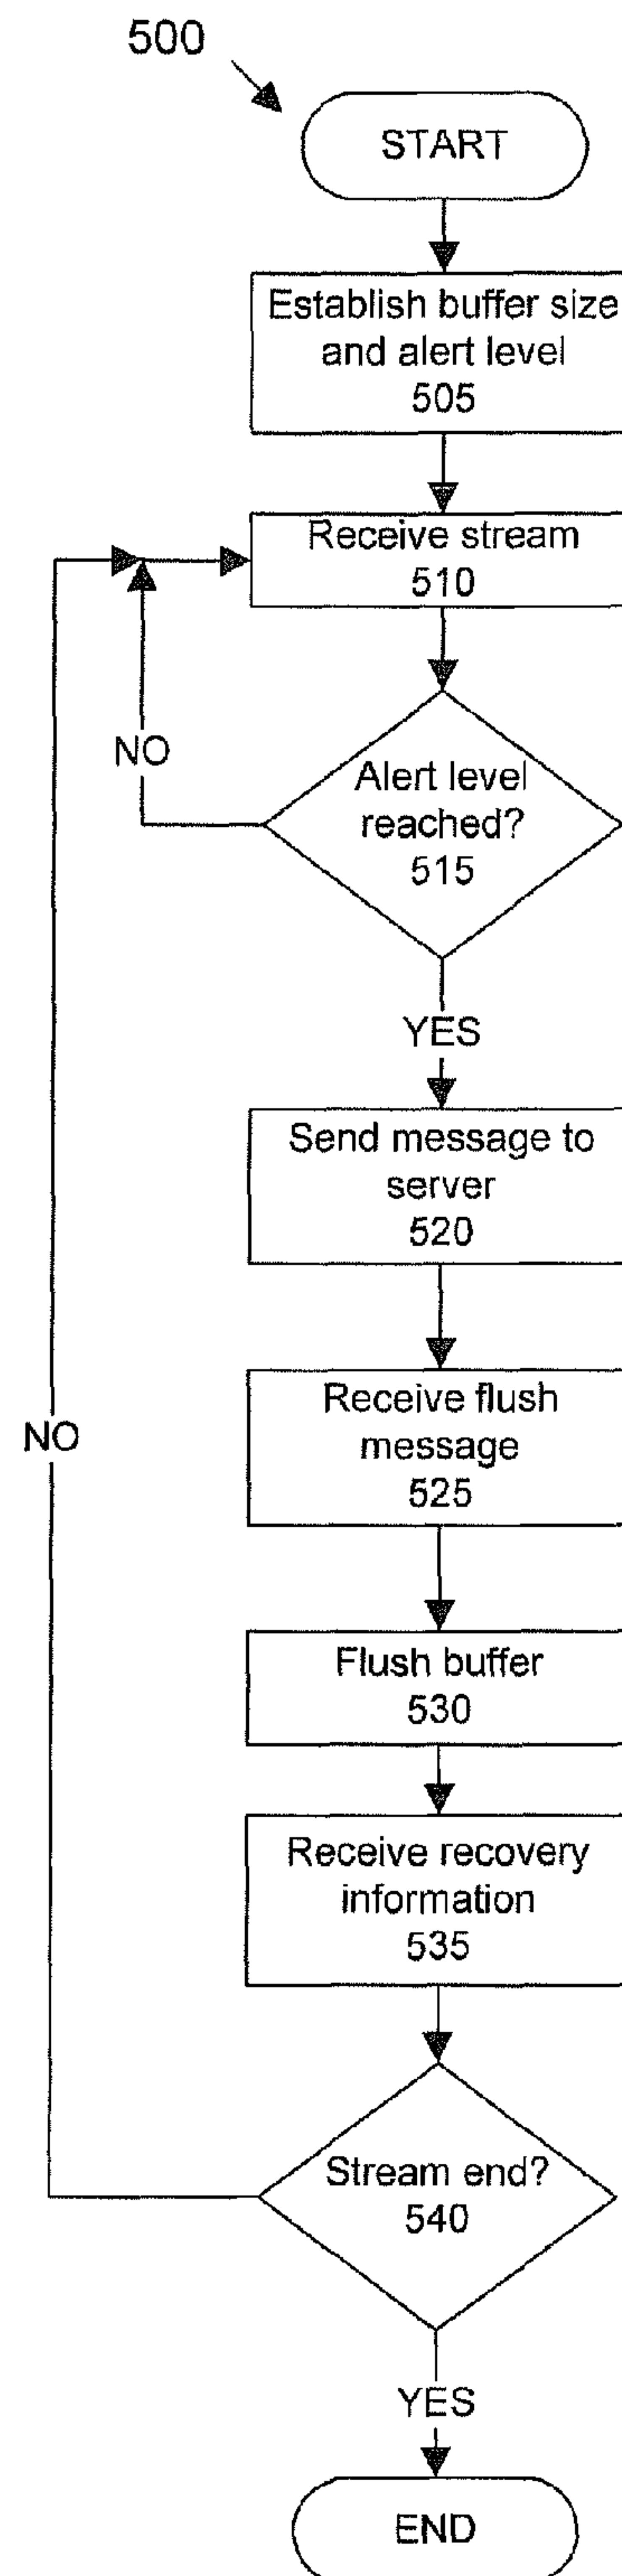 500
START
Establish buffer size
and alert level
505
Receive stream
510
NO
Alert level
reached?
515
YES
Send message to
server
520
Receive flush
message
525
NO
Flush buffer
530
Receive recovery
information
535
Stream end?
540
YES
END